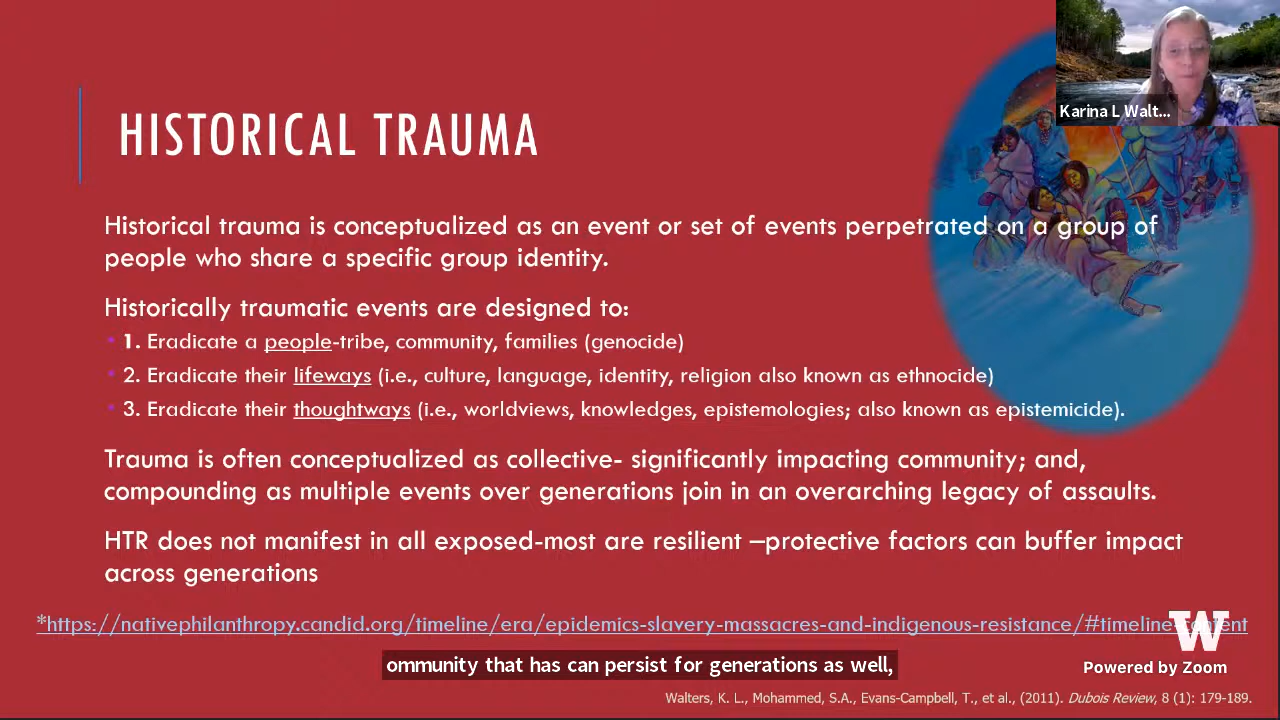 Karina L Walt...
HISTORICAL TRAUMA
Historical trauma is conceptualized as an event or set of events perpetrated on a group of
people who share a specific group identity.
Historically traumatic events are designed to:
• 1. Eradicate a people-tribe, community, families (genocide)
• 2. Eradicate their lifeways (i.e., culture, language, identity, religion also known as ethnocide)
• 3. Eradicate their thoughtways (i.e., worldviews, knowledges, epistemologies; also known as epistemicide).
Trauma is often conceptualized as collective- significantly impacting community; and,
compounding as multiple events over generations join in an overarching legacy of assaults.
HTR does not manifest in all exposed-most are resilient –protective factors can buffer impact
across generations
*https://nativephilanthropy.candid.org/timeline/era/epidemics-slavery-massacres-and-indigenous-resistance/#timeline-content
W
ommunity that has can persist for generations as well,
Powered by Zoom
Walters, K. L., Mohammed, S.A., Evans-Campbell, T., et al., (2011). Dubois Review, 8 (1): 179-189.